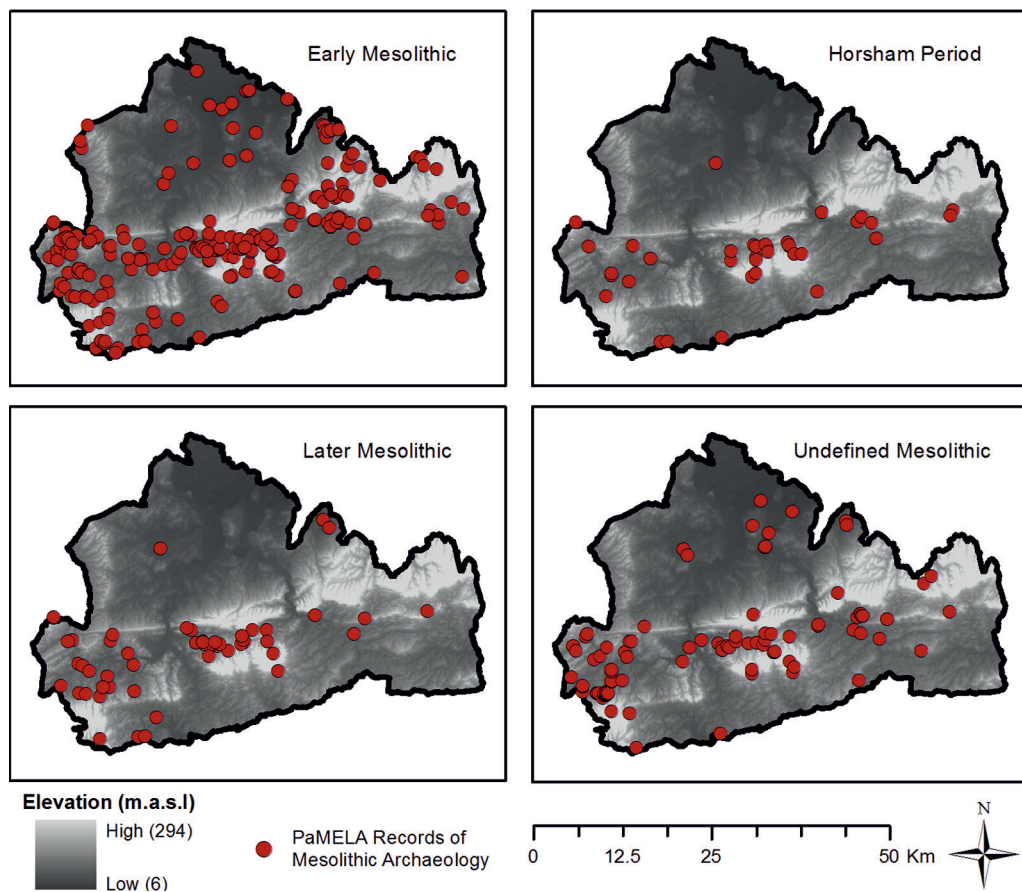 Early Mesolithic
Horsham Period
Later Mesolithic
Undefined Mesolithic
Elevation (m.a.s.l)
High (294)
Low (6)
PaMELA Records of
Mesolithic Archaeology
0 12.5 25 50 Km
N